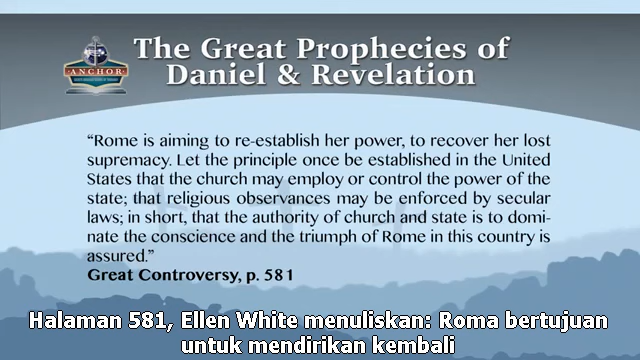 The Great Prophecies of
Daniel & Revelation
ANCHOR
“Rome is aiming to re-establish her power, to recover her lost
supremacy. Let the principle once be established in the United
States that the church may employ or control the power of the
state; that religious observances may be enforced by secular
laws; in short, that the authority of church and state is to domi-
nate the conscience and the triumph of Rome in this country is
assured.”
Great Controversy, p. 581
Halaman 581, Ellen White menuliskan: Roma bertujuan
untuk mendirikan kembali